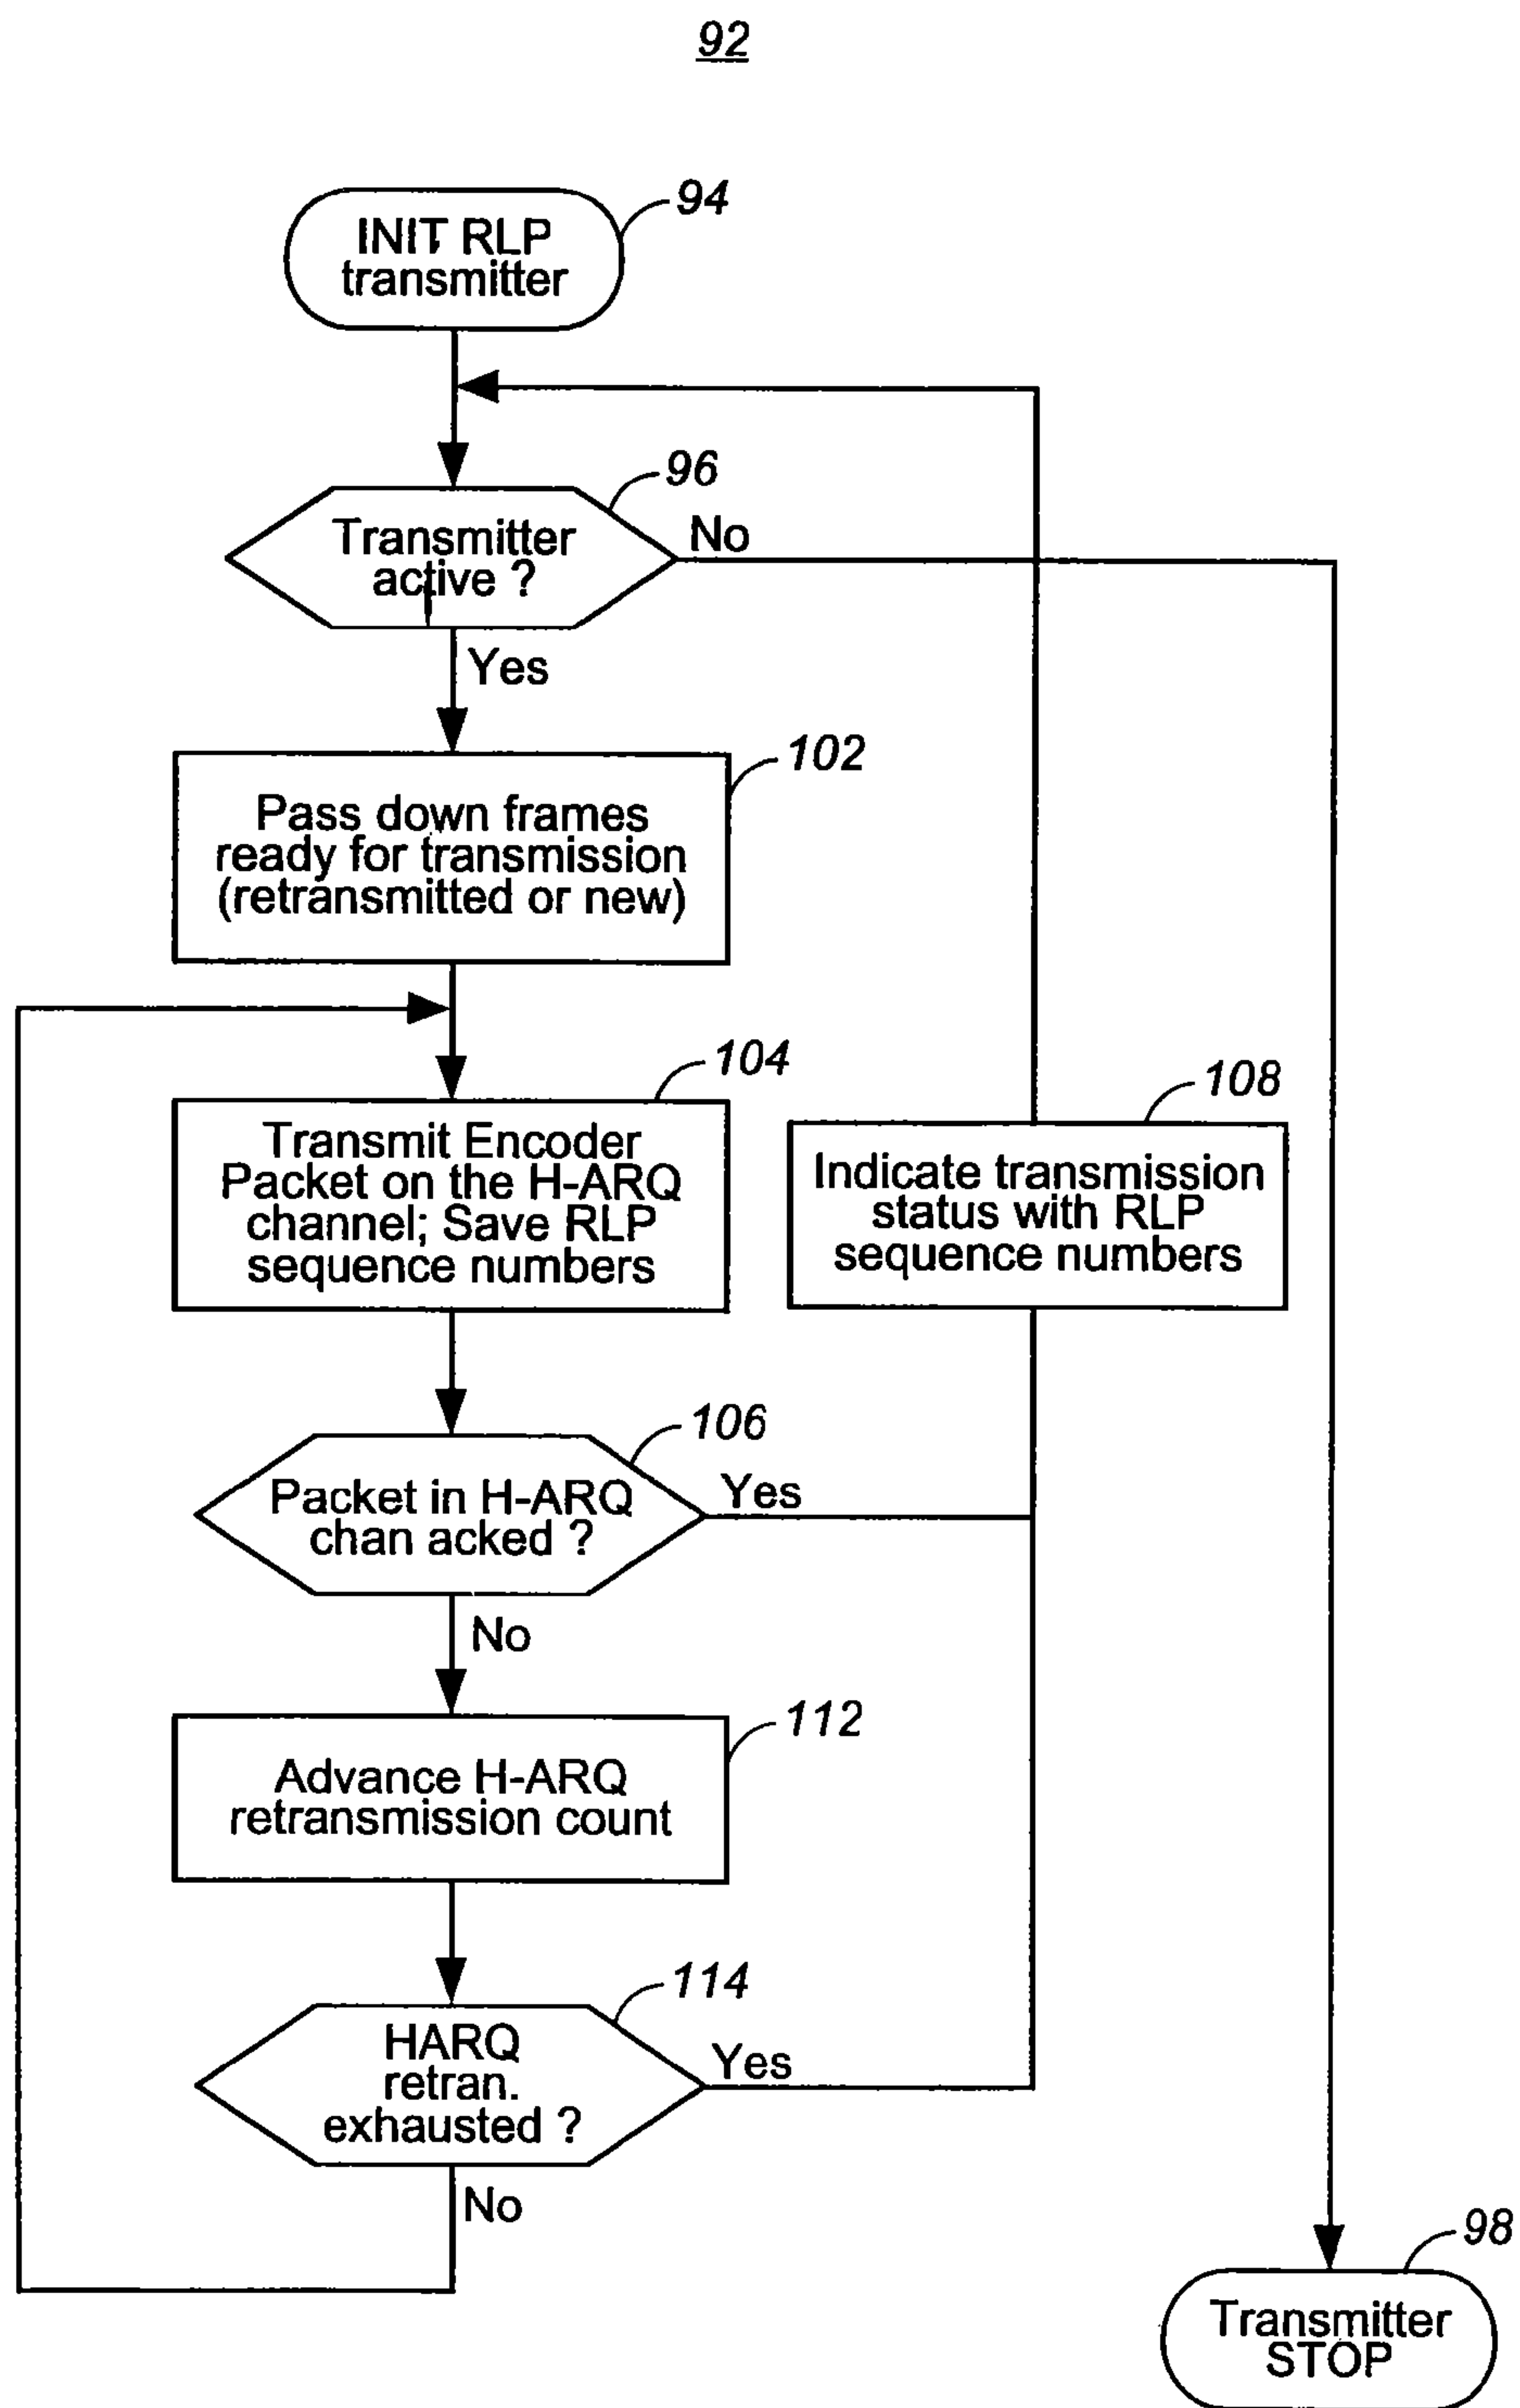 92
94
INIT RLP
transmitter
96
Transmitter
active ?
No
Yes
102
Pass down frames
ready for transmission
(retransmitted or new)
104
Transmit Encoder
Packet on the H-ARQ
channel; Save RLP
sequence numbers
108
Indicate transmission
status with RLP
sequence numbers
106
Packet in H-ARQ
chan acked ?
Yes
No
112
Advance H-ARQ
retransmission count
114
HARQ
retran.
exhausted ?
Yes
No
98
Transmitter
STOP